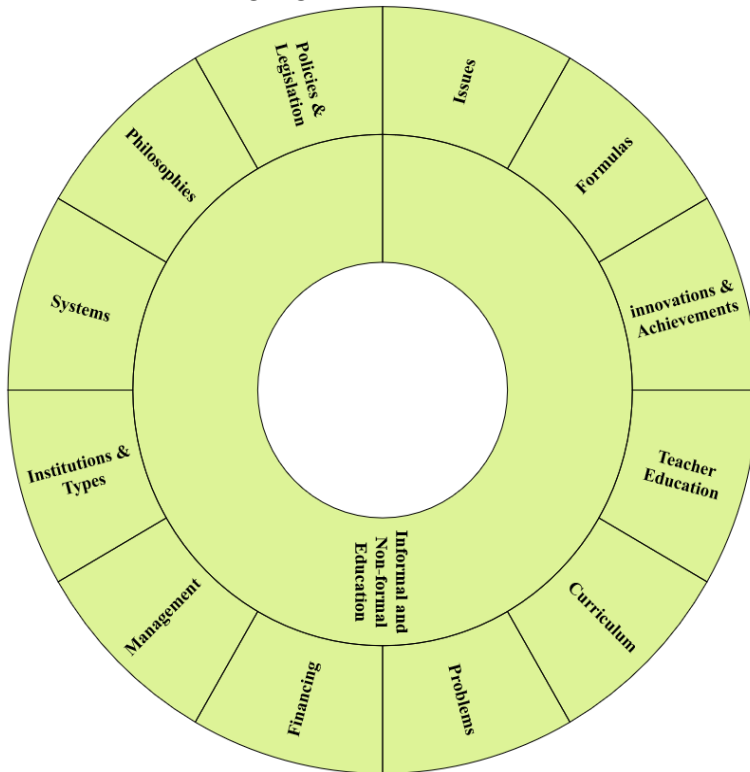 Issues
Formulas
innovations &
Achievements
Teacher
Education
Curriculum
Problems
Financing
Management
Institutions &
Types
Systems
Philosophies
Policies &
Legislation
Informal and
Non-formal
Education